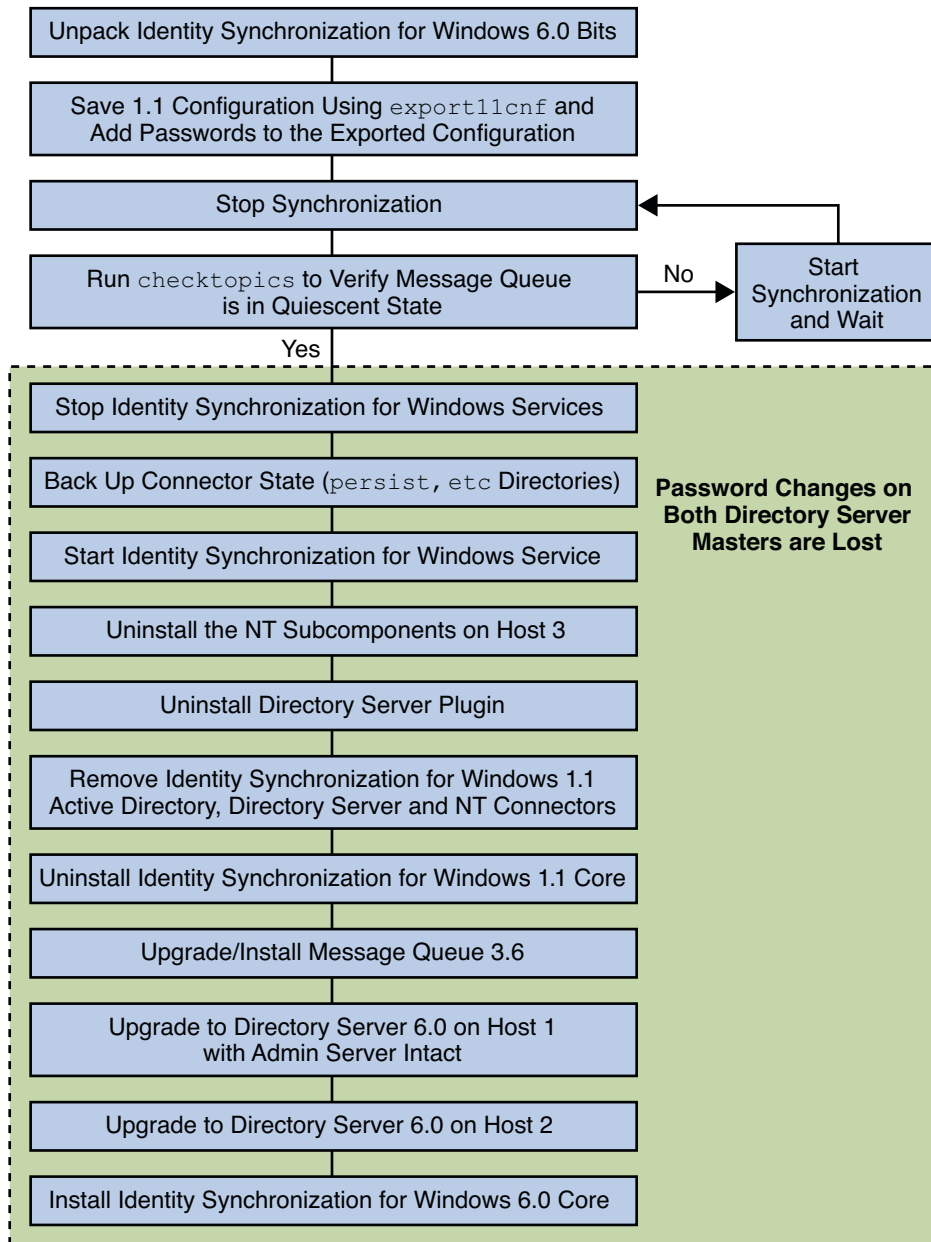 Unpack Identity Synchronization for Windows 6.0 Bits
Save 1.1 Configuration Using export11cnf and
Add Passwords to the Exported Configuration
Stop Synchronization
Run checktopics to Verify Message Queue
is in Quiescent State
No
Start
Synchronization
and Wait
Yes
Stop Identity Synchronization for Windows Services
Back Up Connector State (persist, etc Directories)
Password Changes on
Both Directory Server
Masters are Lost
Start Identity Synchronization for Windows Service
Uninstall the NT Subcomponents on Host 3
Uninstall Directory Server Plugin
Remove Identity Synchronization for Windows 1.1
Active Directory, Directory Server and NT Connectors
Uninstall Identity Synchronization for Windows 1.1 Core
Upgrade/Install Message Queue 3.6
Upgrade to Directory Server 6.0 on Host 1
with Admin Server Intact
Upgrade to Directory Server 6.0 on Host 2
Install Identity Synchronization for Windows 6.0 Core